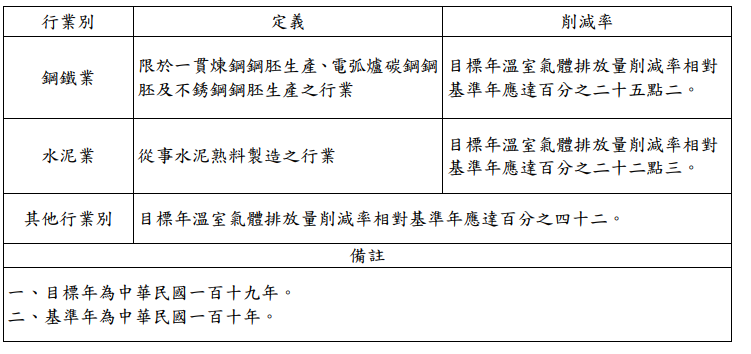 行業別 定義 削減率
鋼鐵業
限於一貫煉鋼鋼胚生產、電弧爐碳鋼鋼
胚及不銹鋼鋼胚生產之行業
目標年溫室氣體排放量削減率相對
基準年應達百分之二十五點二。
水泥業
從事水泥熟料製造之行業
目標年溫室氣體排放量削減率相對
基準年應達百分之二十二點三。
其他行業別 目標年溫室氣體排放量削減率相對基準年應達百分之四十二。
備註
一、目標年為中華民國一百十九年。
二、基準年為中華民國一百十年。